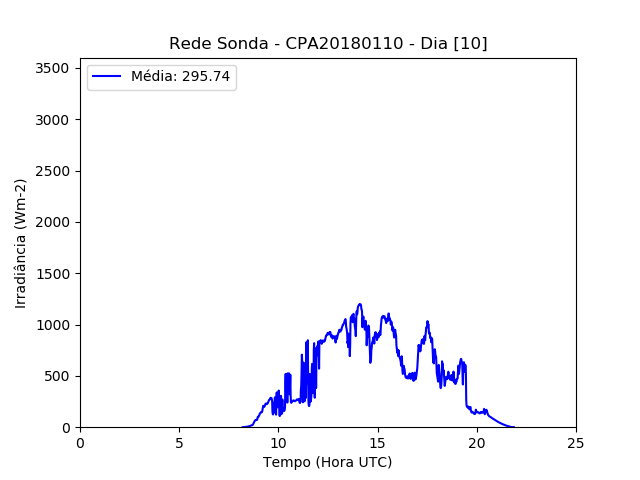 Rede Sonda - CPA20180110 - Dia [10]
Média: 295.74
3500
3000
2500
2000
1500
1000
500
0
Irradiância (Wm-2)
0 5 10 15 20 25
Tempo (Hora UTC)